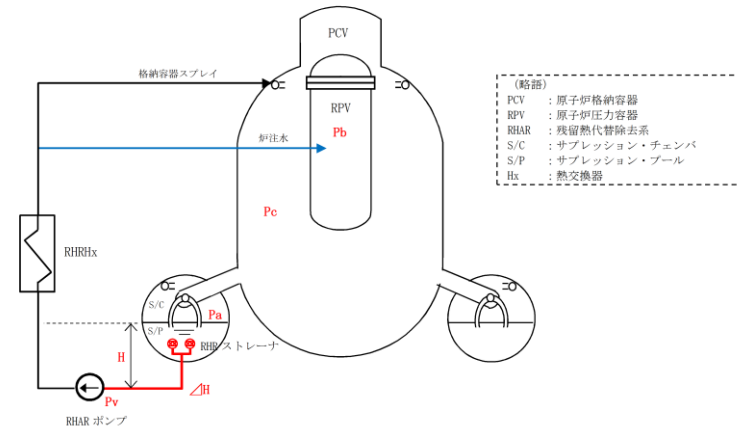 PCV
格納容器スプレイ
RPV
Pb
炉注水
Pc
RHRHx
S/C
Pa
S/P
RHRストレーナ
H
⊿H
Pv
RHARポンプ
(略語)
PCV :原子炉格納容器
RPV :原子炉圧力容器
RHAR :残留熱代替除去系
S/C :サプレッション・チェンバ
S/P :サプレッション・プール
Hx :熱交換器